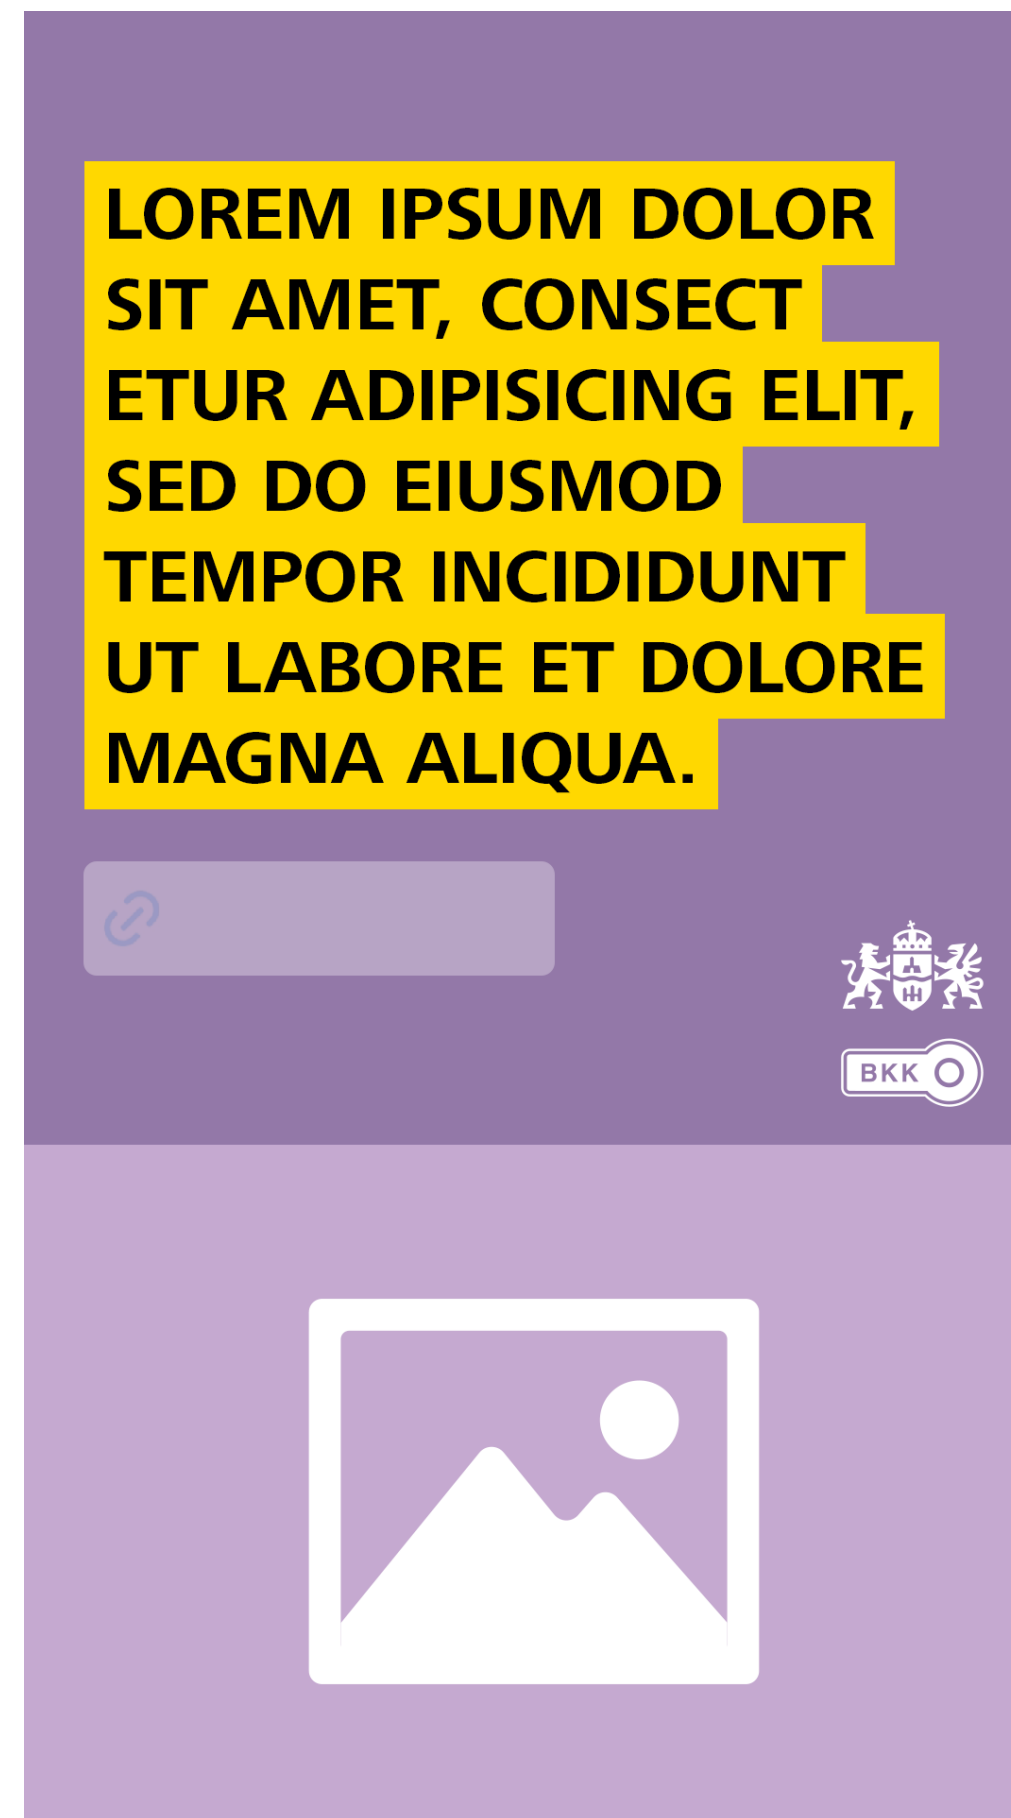 LOREM IPSUM DOLOR
SIT AMET, CONSECT
ETUR ADIPISICING ELIT,
SED DO EIUSMOD
TEMPOR INCIDIDUNT
UT LABORE ET DOLORE
MAGNA ALIQUA.
BKK